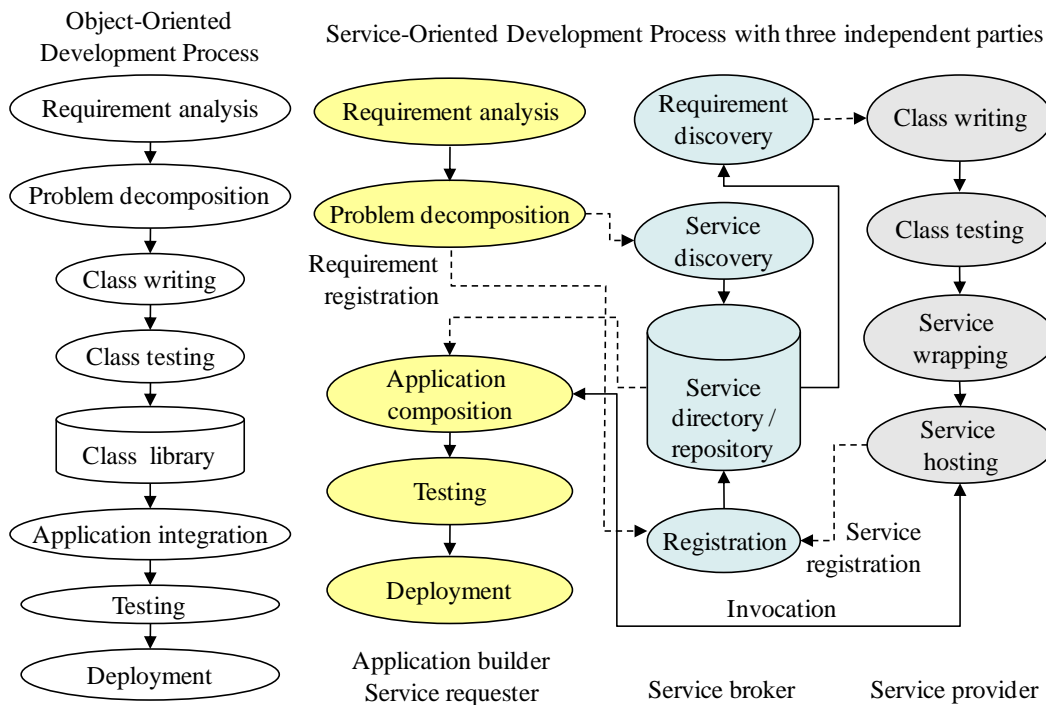 Object-Oriented
Development Process
Requirement analysis
Problem decomposition
Class writing
Class testing
Class library
Application integration
Testing
Deployment
Service-Oriented Development Process with three independent parties
Requirement analysis
Problem decomposition
Requirement
registration
Application
composition
Testing
Deployment
Application builder
Service requester
Requirement
discovery
Service
discovery
Service
directory /
repository
Registration
Invocation
Service broker
Class writing
Class testing
Service
wrapping
Service
hosting
Service
registration
Service provider